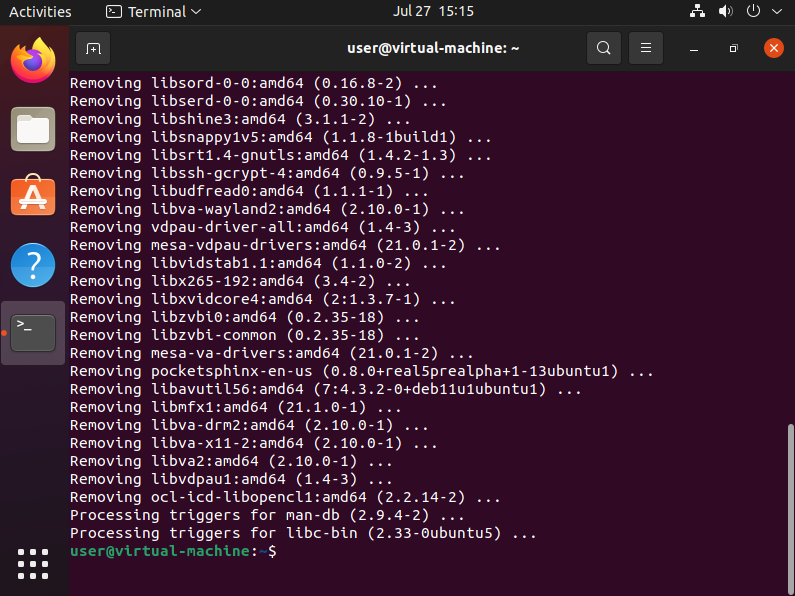 Activities
Terminal
Jul 27 15:15
user@virtual-machine: ~
Removing libsord-0-0:amd64 (0.16.8-2) ...
Removing libserd-0-0:amd64 (0.30.10-1) ...
Removing libshine3:amd64 (3.1.1-2) ...
Removing libsnappy1v5:amd64 (1.1.8-1build1) ...
Removing libsrt1.4-gnutls:amd64 (1.4.2-1.3) ...
Removing libssh-gcrypt-4:amd64 (0.9.5-1) ...
Removing libudfread0:amd64 (1.1.1-1) ...
Removing libva-wayland2:amd64 (2.10.0-1) ...
Removing vdpau-driver-all:amd64 (1.4-3) ...
Removing mesa-vdpau-drivers:amd64 (21.0.1-2) ...
Removing libvidstab1.1:amd64 (1.1.0-2) ...
Removing libx265-192:amd64 (3.4-2) ...
Removing libxvidcore4:amd64 (2:1.3.7-1) ...
Removing libzvbi0:amd64 (0.2.35-18) ...
Removing libzvbi-common (0.2.35-18) ...
Removing mesa-va-drivers:amd64 (21.0.1-2) ...
Removing pocketsphinx-en-us (0.8.0+real5prealpha+1-13ubuntu1) ...
Removing libavutil56:amd64 (7:4.3.2-0+deb11u1ubuntu1) ...
Removing libmfx1:amd64 (21.1.0-1) ...
Removing libva-drm2:amd64 (2.10.0-1) ...
Removing libva-x11-2:amd64 (2.10.0-1) ...
Removing libva2:amd64 (2.10.0-1) ...
Removing libvdpau1:amd64 (1.4-3) ...
Removing ocl-icd-libopencl1:amd64 (2.2.14-2) ...
Processing triggers for man-db (2.9.4-2) ...
Processing triggers for libc-bin (2.33-0ubuntu5) ...
user@virtual-machine:~$